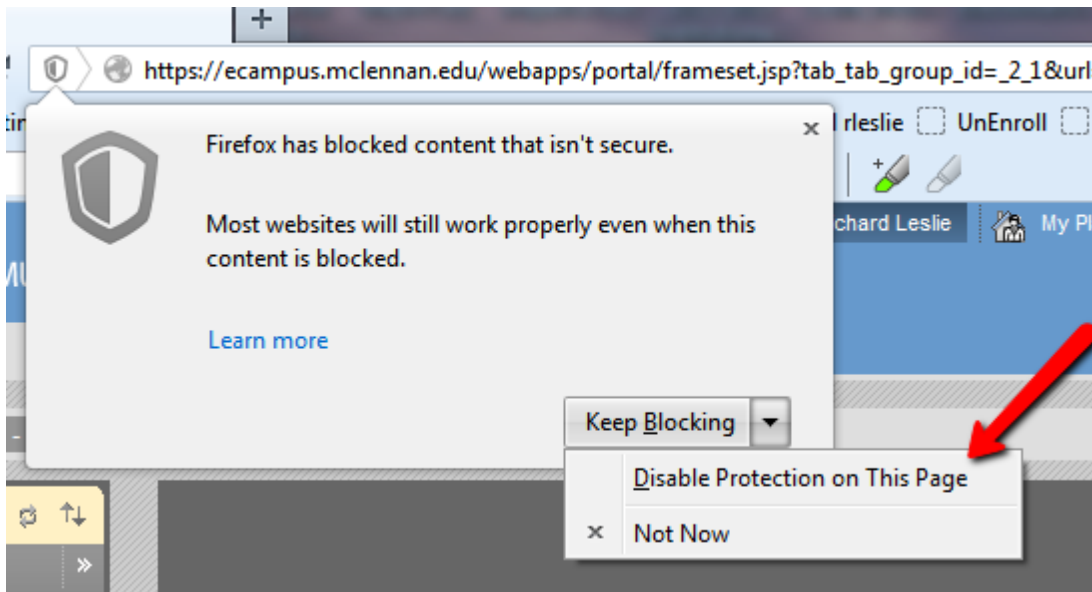 +
https://ecampus.mclennan.edu/webapps/portal/frameset.jsp?tab_tab_group_id=_2_1&url
rleslie UnEnroll
Firefox has blocked content that isn't secure.
×
Most websites will still work properly even when this
content is blocked.
chard Leslie My Pl
Learn more
Keep Blocking
Disable Protection on This Page
× Not Now
»